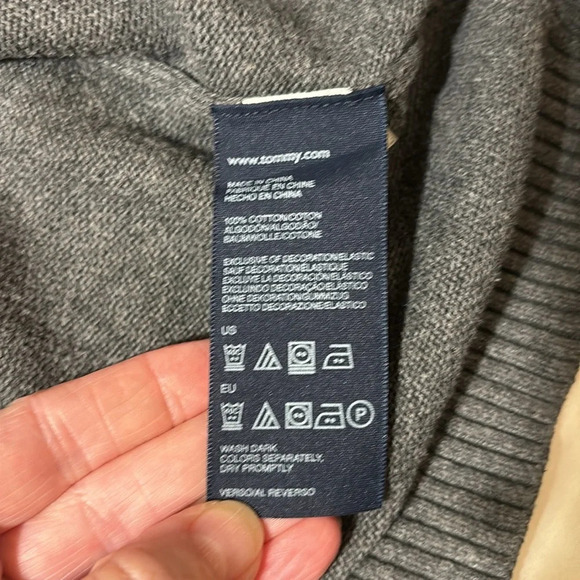 www.tommy.com
MADE IN CHINA
FABRIQUÉ EN CHINE
HECHO EN CHINA
100% COTTON/COTON
ALGODÓN/ALGODÃO/
BAUMWOLLE/COTONE
EXCLUSIVE OF DECORATION/ELASTIC
SAUF DÉCORATION/ÉLASTIQUE
EXCLUYE LA DECORACIÓN/ELÁSTICO
EXCLUINDO DECORAÇÃO/ELÁSTICO
OHNE DEKORATION/GUMMIZUG
ECCETTO DECORAZIONE/ELASTICO
US
EU
P
WASH DARK
COLORS SEPARATELY,
DRY PROMPTLY
VERSO/AL REVERSO